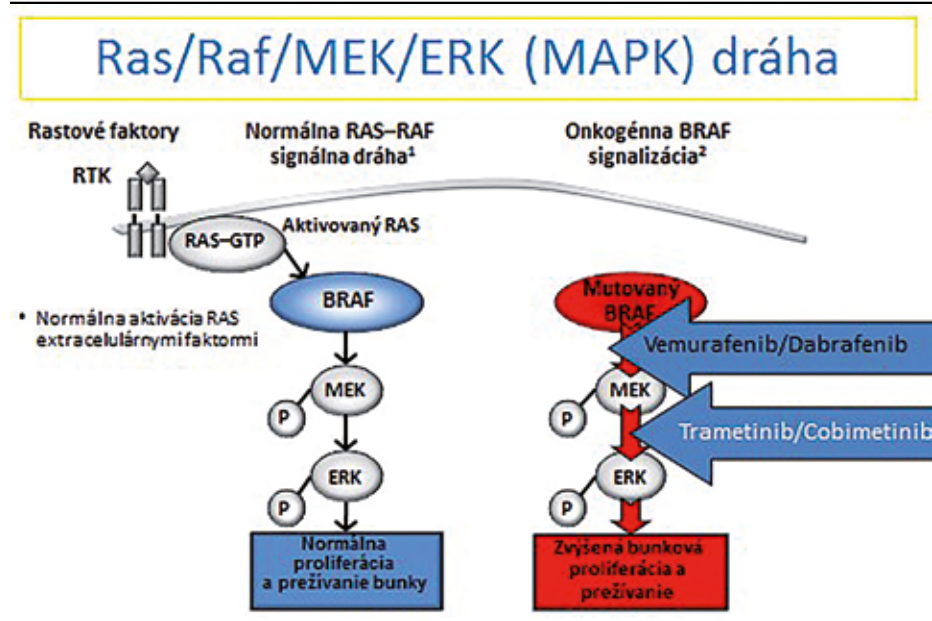 Ras/Raf/MEK/ERK (MAPK) dráha
Rastové faktory
RTK
Normálna RAS–RAF
signálna dráha¹
Onkogénna BRAF
signalizácia²
RAS–GTP
Aktivovaný RAS
• Normálna aktivácia RAS
extracelulárnymi faktormi
BRAF
MEK
P
ERK
P
Normálna
proliferácia
a prežívanie bunky
Mutovaný
BRAF
Vemurafenib/Dabrafenib
MEK
P
Trametinib/Cobimetinib
ERK
P
Zvýšená bunková
proliferácia a
prežívanie